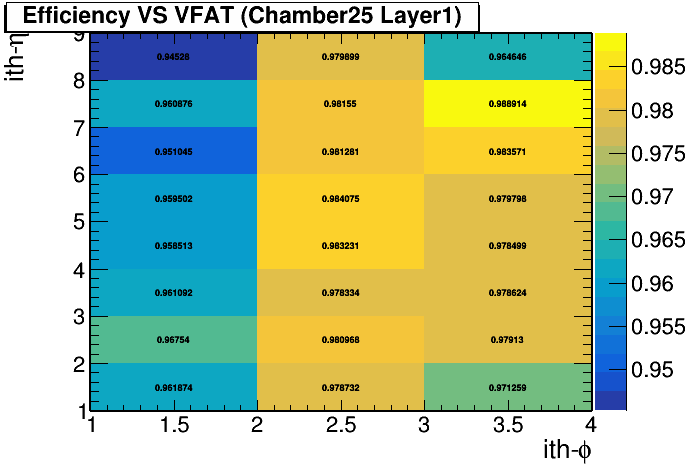 Efficiency VS VFAT (Chamber25 Layer1)
ith-η
9
0.94528 0.979899 0.964646
8
0.960876 0.98155 0.988914
7
0.951045 0.981281 0.983571
6
0.959502 0.984075 0.979798
5
0.958513 0.983231 0.978499
4
0.961092 0.978334 0.978624
3
0.96754 0.980968 0.97913
2
0.961874 0.978732 0.971259
1
1 1.5 2 2.5 3 3.5 4
ith-ϕ
0.985
0.98
0.975
0.97
0.965
0.96
0.955
0.95